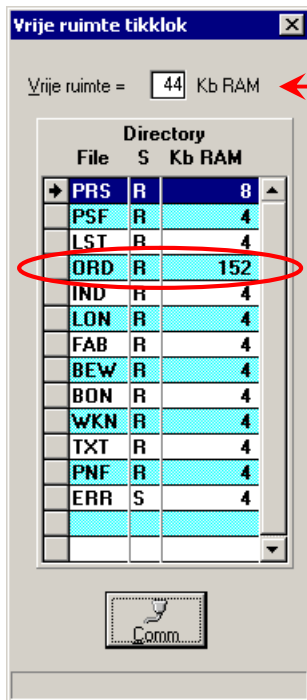 Vrije ruimte tikklok
Vrije ruimte = 44 Kb RAM
Directory
File S Kb RAM
PRS R 8
PSF R 4
LST R 4
ORD R 152
IND R 4
LON R 4
FAB R 4
BEW R 4
BON R 4
WKN R 4
TXT R 4
PNF R 4
ERR S 4
Comm